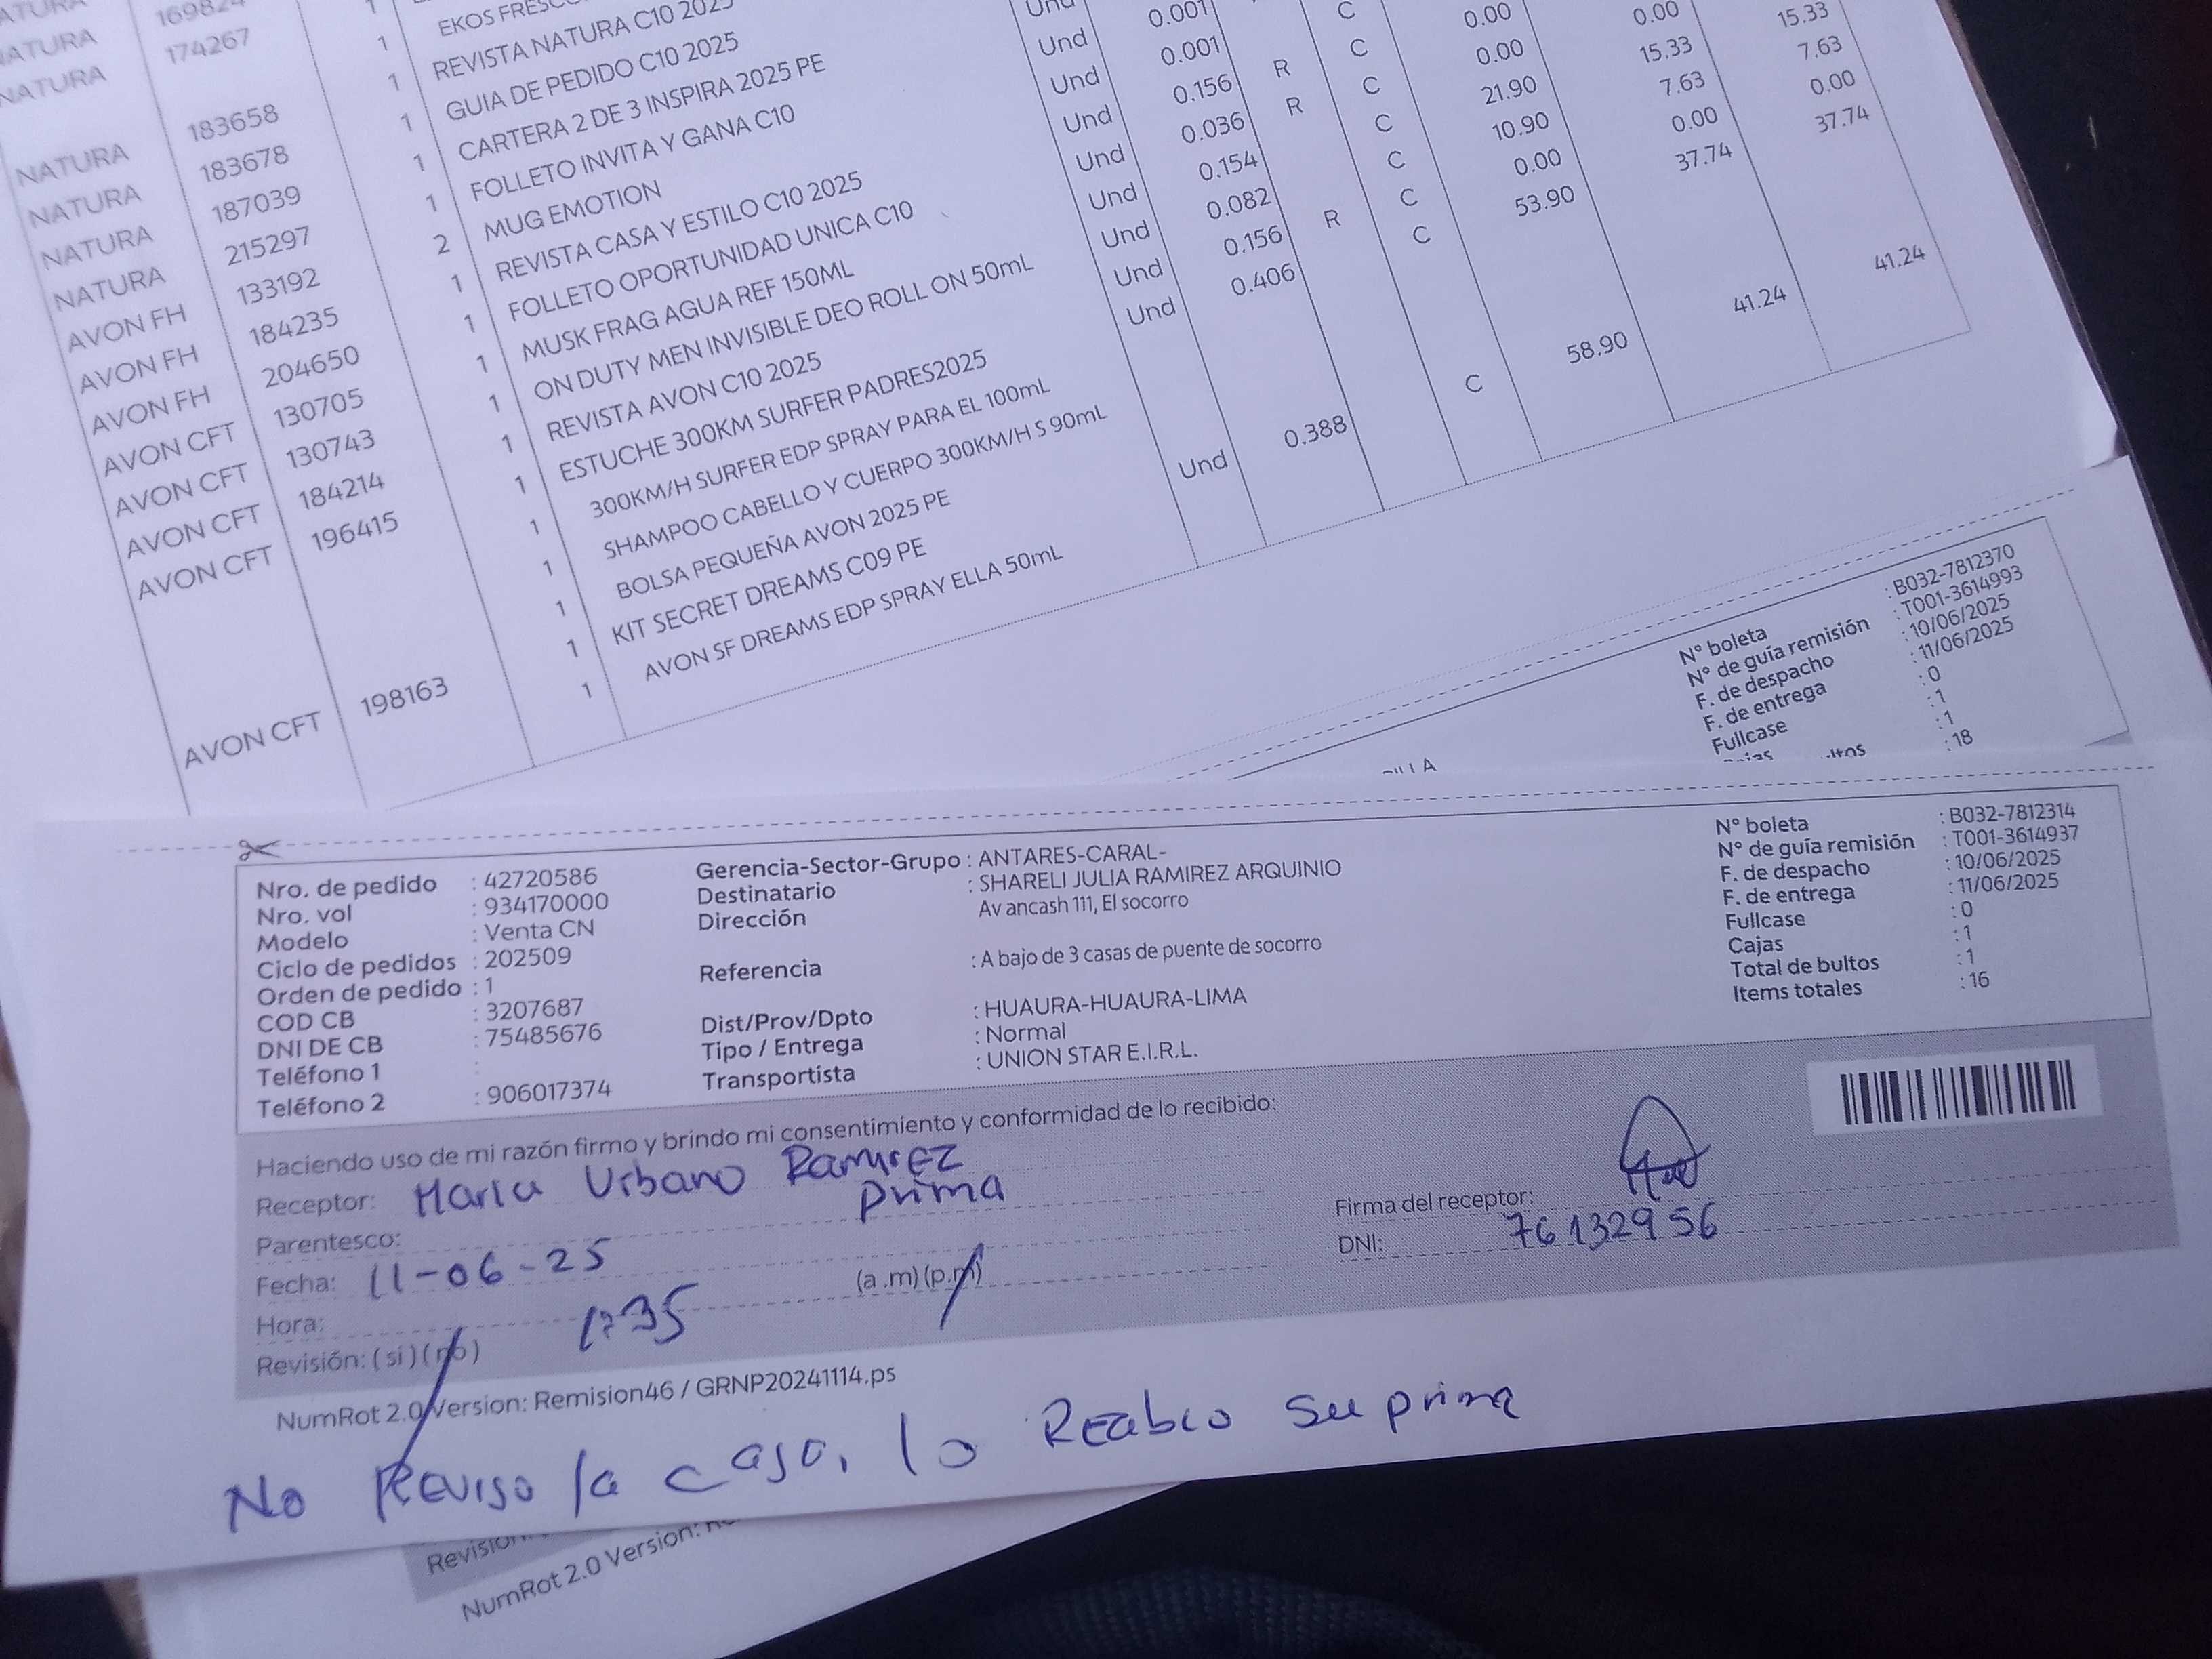 NATURA 169824 1
NATURA 174267 1 REVISTA NATURA C10 2025 Und 0.001 C 0.00 0.00 15.33
NATURA 1 GUIA DE PEDIDO C10 2025 Und 0.001 C 0.00 15.33 7.63
NATURA 183658 1 CARTERA 2 DE 3 INSPIRA 2025 PE Und 0.156 R C 21.90 7.63 0.00
NATURA 183678 1 FOLLETO INVITA Y GANA C10 Und 0.036 R C 10.90 0.00 37.74
NATURA 187039 1 MUG EMOTION Und 0.154 C 0.00 37.74
NATURA 215297 2 REVISTA CASA Y ESTILO C10 2025 Und 0.082 C 53.90
AVON FH 133192 1 FOLLETO OPORTUNIDAD UNICA C10 Und 0.156 R C
AVON FH 184235 1 MUSK FRAG AGUA REF 150ML Und 0.406
AVON FH 204650 1 ON DUTY MEN INVISIBLE DEO ROLL ON 50mL
AVON CFT 130705 1 REVISTA AVON C10 2025
AVON CFT 130743 1 ESTUCHE 300KM SURFER PADRES2025
AVON CFT 184214 1 300KM/H SURFER EDP SPRAY PARA EL 100mL
AVON CFT 196415 1 SHAMPOO CABELLO Y CUERPO 300KM/H S 90mL
1 BOLSA PEQUEÑA AVON 2025 PE
AVON CFT 198163 1 KIT SECRET DREAMS C09 PE Und 0.388 C 58.90 41.24 41.24
1 AVON SF DREAMS EDP SPRAY ELLA 50mL
N° boleta : B032-7812370
N° de guía remisión : T001-3614993
F. de despacho : 10/06/2025
F. de entrega : 11/06/2025
Fullcase : 0
: 1
: 1
: 18
Nro. de pedido : 42720586
Nro. vol : 934170000
Modelo : Venta CN
Ciclo de pedidos : 202509
Orden de pedido : 1
COD CB : 3207687
DNI DE CB : 75485676
Teléfono 1 :
Teléfono 2 : 906017374
Gerencia-Sector-Grupo : ANTARES-CARAL-
Destinatario : SHARELI JULIA RAMIREZ ARQUINIO
Dirección Av ancash 111, El socorro
Referencia : A bajo de 3 casas de puente de socorro
Dist/Prov/Dpto : HUAURA-HUAURA-LIMA
Tipo / Entrega : Normal
Transportista : UNION STAR E.I.R.L.
N° boleta : B032-7812314
N° de guía remisión : T001-3614937
F. de despacho : 10/06/2025
F. de entrega : 11/06/2025
Fullcase : 0
Cajas : 1
Total de bultos : 1
Items totales : 16
Haciendo uso de mi razón firmo y brindo mi consentimiento y conformidad de lo recibido:
Receptor: Maria Urbano Ramirez
Parentesco: prima
Fecha: 11-06-25
Hora: 1735 (a .m) (p.m)
Revisión: ( si ) ( no )
Firma del receptor:
DNI: 76132956
NumRot 2.0 Version: Remision46 / GRNP20241114.ps
No Reviso la caja, lo Reabio su prima
NumRot 2.0 Version: